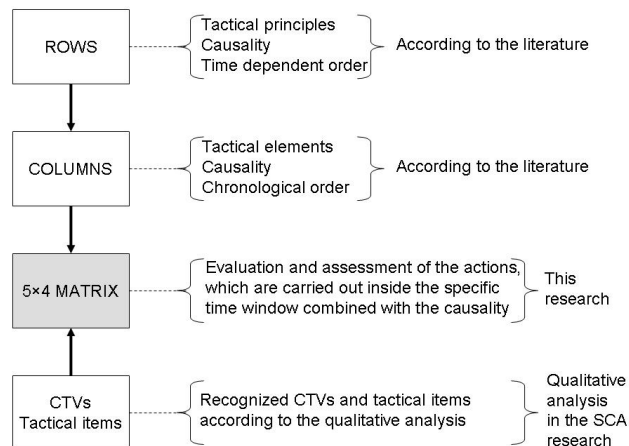 ROWS
Tactical principles
Causality
Time dependent order
According to the literature
COLUMNS
Tactical elements
Causality
Chronological order
According to the literature
5×4 MATRIX
Evaluation and assessment of the actions,
which are carried out inside the specific
time window combined with the causality
This
research
CTVs
Tactical items
Recognized CTVs and tactical items
according to the qualitative analysis
Qualitative
analysis
in the SCA
research